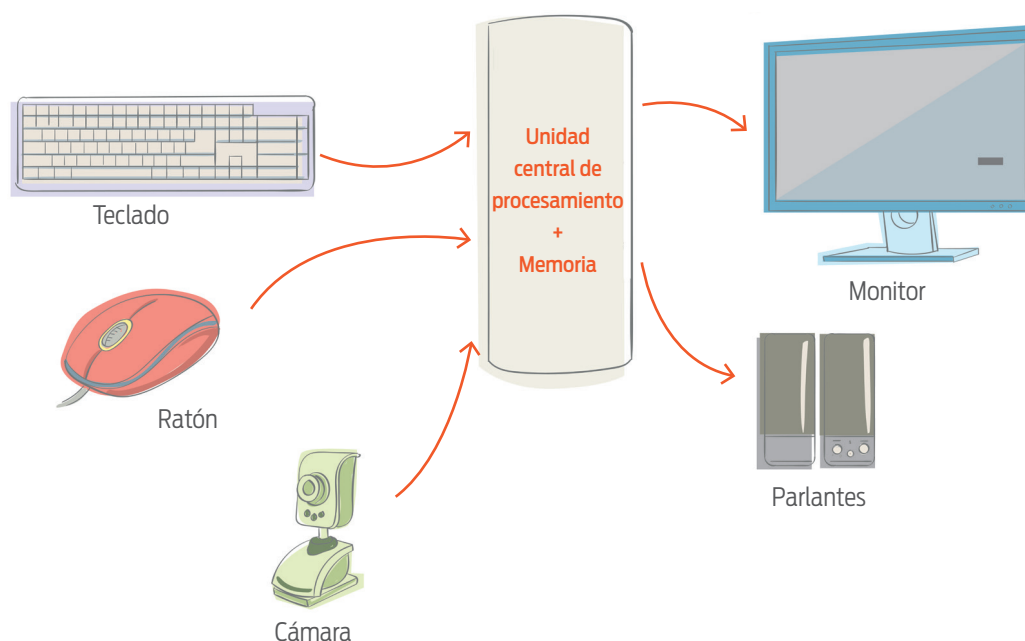 Teclado
Ratón
Cámara
Unidad
central de
procesamiento
+
Memoria
Monitor
Parlantes